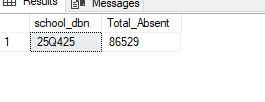 Results Messages
school_dbn Total_Absent
1 25Q425 86529